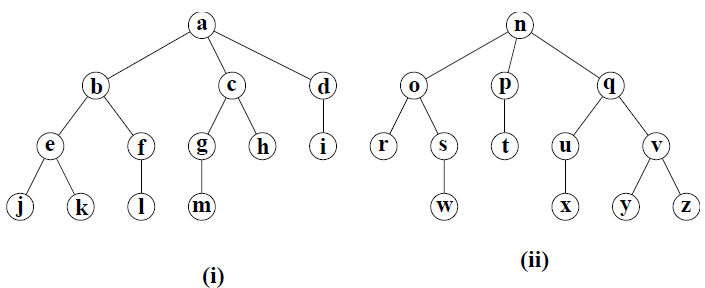 a n
b c d o p q
e f g h i r s t u v
j k l m w x y z
(i) (ii)